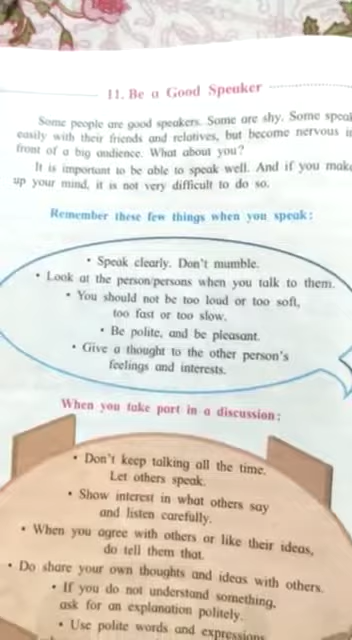 11. Be a Good Speaker
Some people are good speakers. Some are shy. Some
easily with their friends and relatives, but become nervous
front of a big audience. What about you?
It is important to be able to speak well. And if you
up your mind, it is not very difficult to do so.
Remember these few things when you speak:
• Speak clearly. Don't mumble.
• Look at the person/persons when you talk to them.
• You should not be too loud or too soft,
too fast or too slow.
• Be polite, and be pleasant.
• Give a thought to the other person's
feelings and interests.
When you take part in a discussion:
• Don't keep talking all the time.
Let others speak.
• Show interest in what others say
and listen carefully.
• When you agree with others or like their ideas,
do tell them that.
• Do share your own thoughts and ideas with others.
• If you do not understand something,
ask for an explanation politely.
• Use polite words and expressions